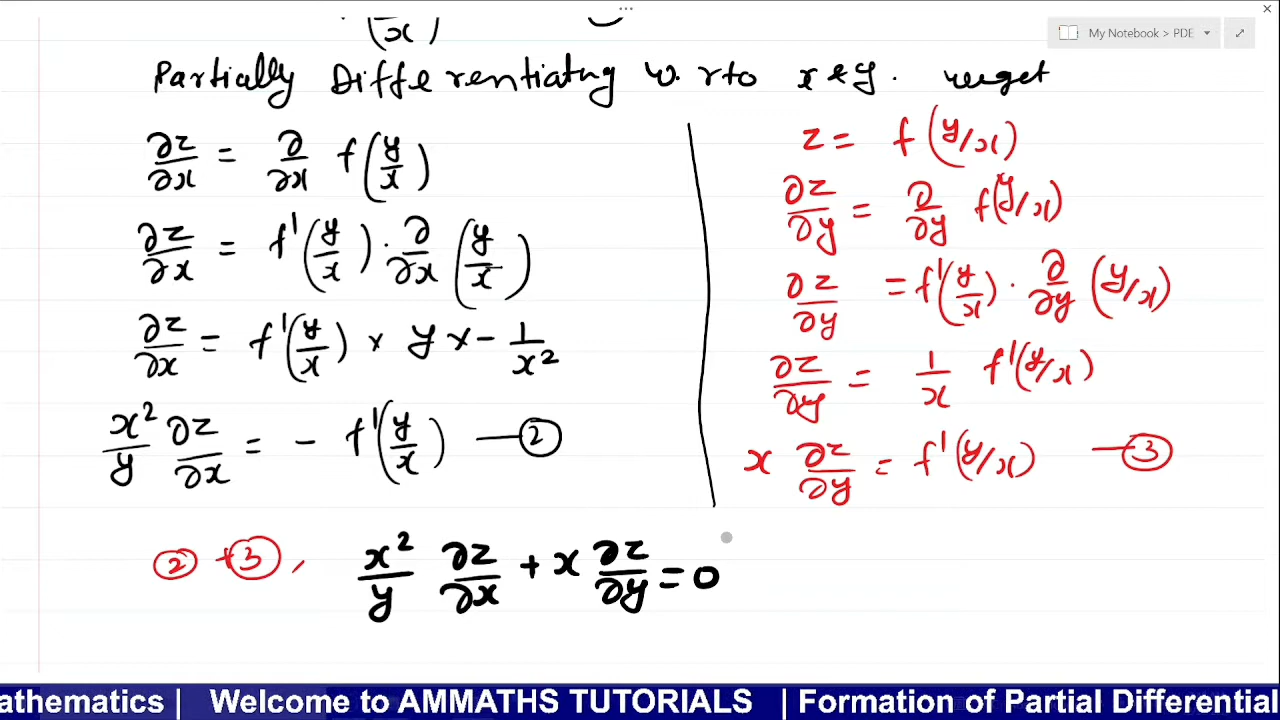 My Notebook > PDE
(x)
Partially Differentiating w. r to x & y. we get
∂z/∂x = ∂/∂x f(y/x)
∂z/∂x = f'(y/x) · ∂/∂x (y/x)
∂z/∂x = f'(y/x) × y × - 1/x²
x²/y ∂z/∂x = - f'(y/x) —②
z = f(y/x)
∂z/∂y = ∂/∂y f(y/x)
∂z/∂y = f'(y/x) · ∂/∂y (y/x)
∂z/∂y = 1/x f'(y/x)
x ∂z/∂y = f'(y/x) —③
② + ③, x²/y ∂z/∂x + x ∂z/∂y = 0
athematics | Welcome to AMMATHS TUTORIALS | Formation of Partial Differential